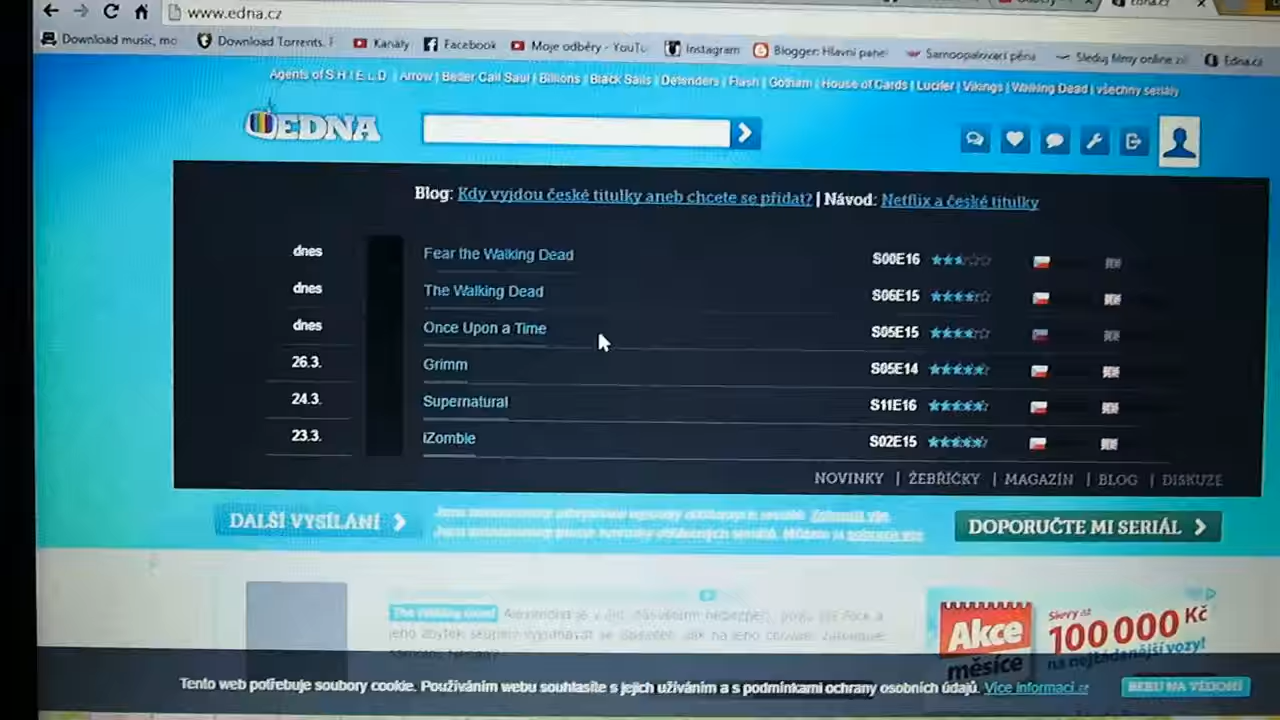 www.edna.cz
Download music, mo
Download Torrents, F
Kanály
Facebook
Moje odběry - YouTu
Instagram
Blogger: Hlavní panel
Samoopalovací pěna
Sleduj filmy online z
Edna.cz
Agents of S.H.I.E.L.D. | Arrow | Better Call Saul | Billions | Black Sails | Defenders | Flash | Gotham | House of Cards | Lucifer | Vikings | Walking Dead | všechny seriály
EDNA
Blog: Kdy vyjdou české titulky aneb chcete se přidat? | Návod: Netflix a české titulky
dnes Fear the Walking Dead S00E16
dnes The Walking Dead S06E15
dnes Once Upon a Time S05E15
26.3. Grimm S05E14
24.3. Supernatural S11E16
23.3. iZombie S02E15
NOVINKY | ŽEBŘÍČKY | MAGAZÍN | BLOG | DISKUZE
DALŠÍ VYSÍLÁNÍ
DOPORUČTE MI SERIÁL
The Walking Dead
Akce
měsíce
Slevy až
100 000 Kč
na nejžádanější vozy!
Tento web potřebuje soubory cookie. Používáním webu souhlasíte s jejich užíváním a s podmínkami ochrany osobních údajů. Více informací
BERU NA VĚDOMÍ